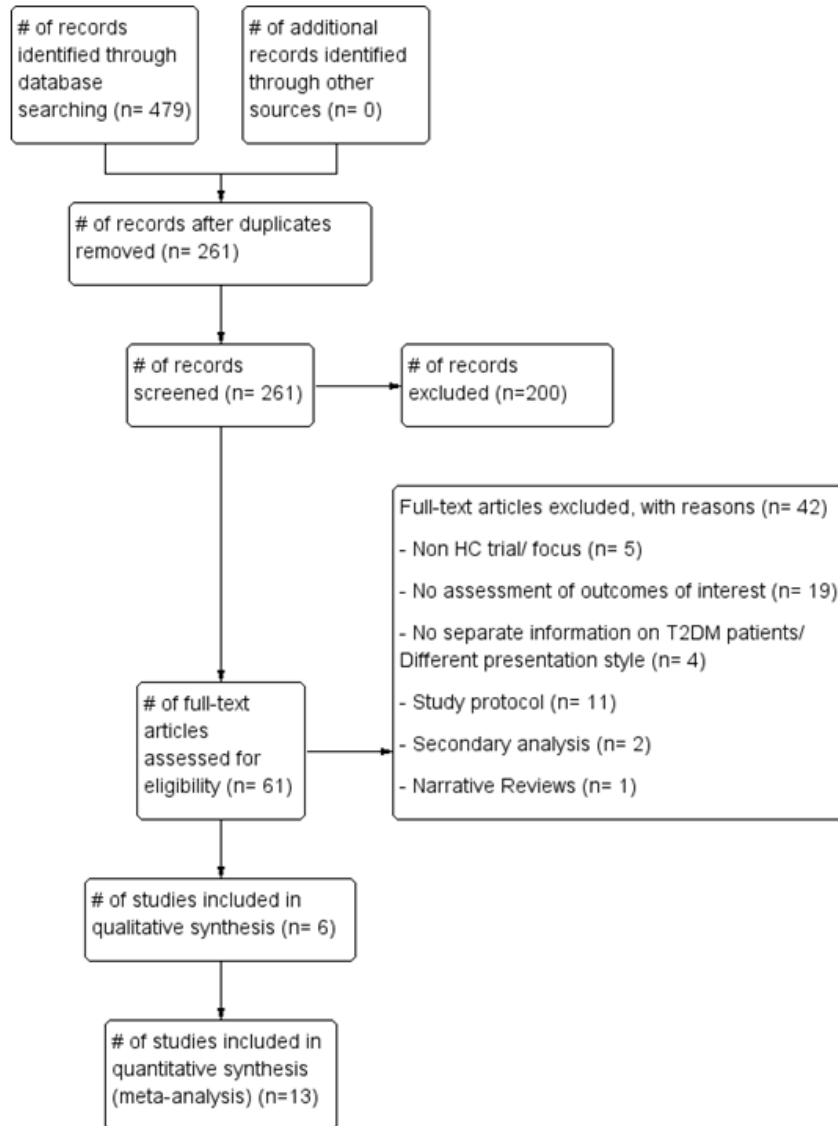 # of records
identified through
database
searching (n= 479)
# of additional
records identified
through other
sources (n= 0)
# of records after duplicates
removed (n= 261)
# of records
screened (n= 261)
# of records
excluded (n=200)
Full-text articles excluded, with reasons (n= 42)
- Non HC trial/ focus (n= 5)
- No assessment of outcomes of interest (n= 19)
- No separate information on T2DM patients/
Different presentation style (n= 4)
- Study protocol (n= 11)
- Secondary analysis (n= 2)
- Narrative Reviews (n= 1)
# of full-text
articles
assessed for
eligibility (n= 61)
# of studies included in
qualitative synthesis (n= 6)
# of studies included in
quantitative synthesis
(meta-analysis) (n=13)